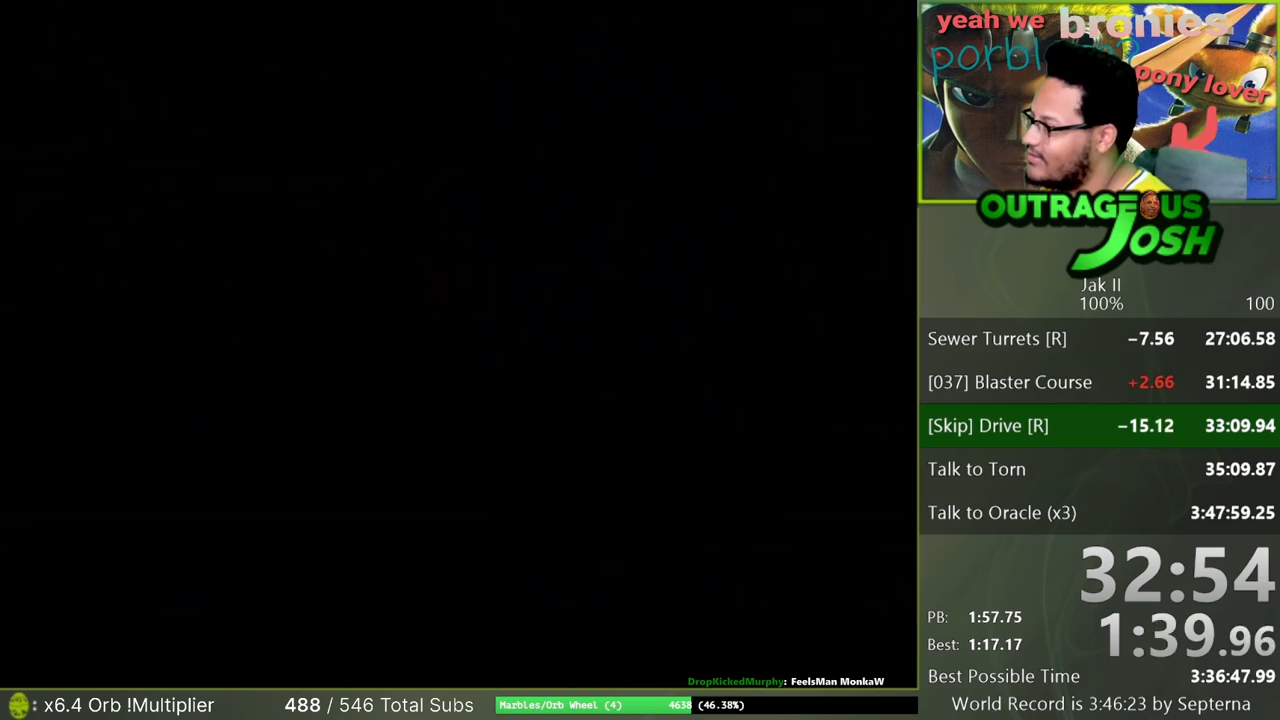 yeah we bronies
pony lover
OUTRAGEOUS
JOSH
Jak II
100% 100
Sewer Turrets [R] −7.56 27:06.58
[037] Blaster Course +2.66 31:14.85
[Skip] Drive [R] −15.12 33:09.94
Talk to Torn 35:09.87
Talk to Oracle (x3) 3:47:59.25
32:54
PB: 1:57.75
Best: 1:17.17
1:39.96
Best Possible Time 3:36:47.99
World Record is 3:46:23 by Septerna
DropKickedMurphy: FeelsMan MonkaW
: x6.4 Orb !Multiplier
488 / 546 Total Subs
Marbles/Orb Wheel (4) 4638 (46.38%)